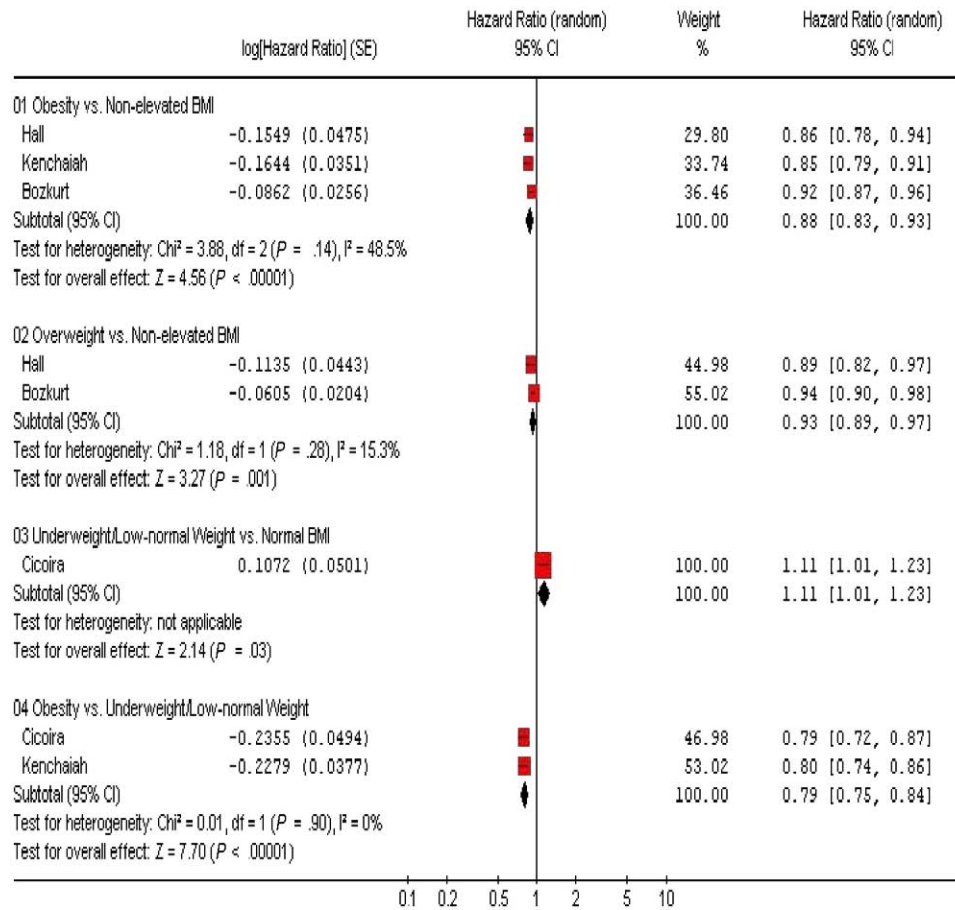 Hazard Ratio (random) Weight Hazard Ratio (random)
log[Hazard Ratio] (SE) 95% CI % 95% CI
01 Obesity vs. Non-elevated BMI
Hall -0.1549 (0.0475) 29.80 0.86 [0.78, 0.94]
Kenchaiah -0.1644 (0.0351) 33.74 0.85 [0.79, 0.91]
Bozkurt -0.0862 (0.0256) 36.46 0.92 [0.87, 0.96]
Subtotal (95% CI) 100.00 0.88 [0.83, 0.93]
Test for heterogeneity: Chi² = 3.88, df = 2 (P = .14), I² = 48.5%
Test for overall effect: Z = 4.56 (P < .00001)
02 Overweight vs. Non-elevated BMI
Hall -0.1135 (0.0443) 44.98 0.89 [0.82, 0.97]
Bozkurt -0.0605 (0.0204) 55.02 0.94 [0.90, 0.98]
Subtotal (95% CI) 100.00 0.93 [0.89, 0.97]
Test for heterogeneity: Chi² = 1.18, df = 1 (P = .28), I² = 15.3%
Test for overall effect: Z = 3.27 (P = .001)
03 Underweight/Low-normal Weight vs. Normal BMI
Cicoira 0.1072 (0.0501) 100.00 1.11 [1.01, 1.23]
Subtotal (95% CI) 100.00 1.11 [1.01, 1.23]
Test for heterogeneity: not applicable
Test for overall effect: Z = 2.14 (P = .03)
04 Obesity vs. Underweight/Low-normal Weight
Cicoira -0.2355 (0.0494) 46.98 0.79 [0.72, 0.87]
Kenchaiah -0.2279 (0.0377) 53.02 0.80 [0.74, 0.86]
Subtotal (95% CI) 100.00 0.79 [0.75, 0.84]
Test for heterogeneity: Chi² = 0.01, df = 1 (P = .90), I² = 0%
Test for overall effect: Z = 7.70 (P < .00001)
0.1 0.2 0.5 1 2 5 10